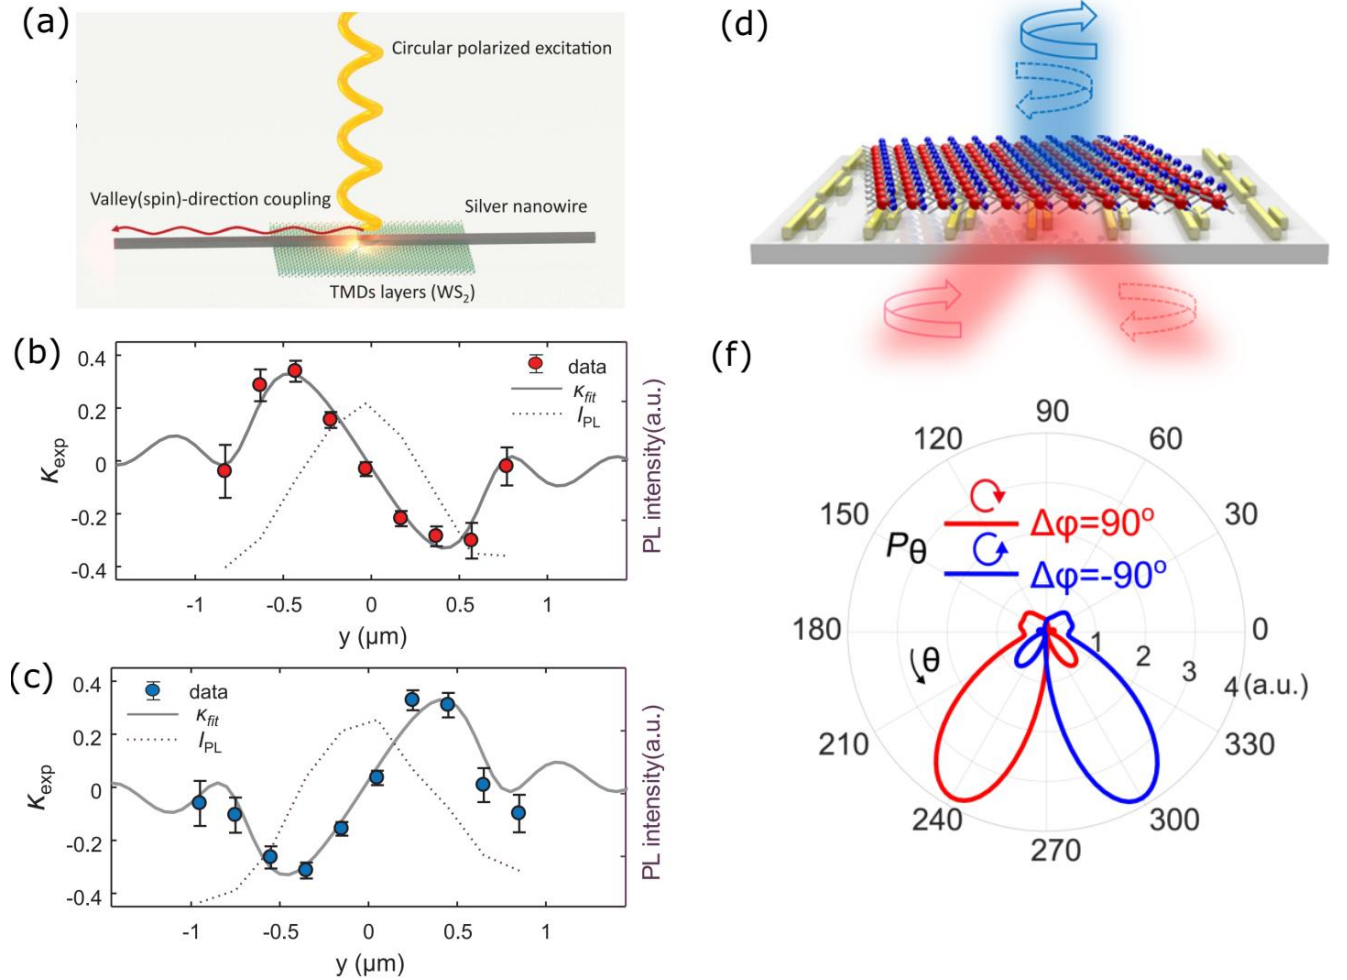 (a)
Circular polarized excitation
Valley(spin)-direction coupling
Silver nanowire
TMDs layers (WS₂)
(b)
0.4
0.2
0
-0.2
-0.4
κexp
data
κfit
IPL
PL intensity(a.u.)
-1
-0.5
0
0.5
1
y (μm)
(c)
0.4
0.2
0
-0.2
-0.4
κexp
data
κfit
IPL
PL intensity(a.u.)
-1
-0.5
0
0.5
1
y (μm)
(d)
(f)
90
120
60
150
30
Pθ
Δφ=90°
Δφ=-90°
180
0
θ
1
2
3
4 (a.u.)
210
330
240
300
270